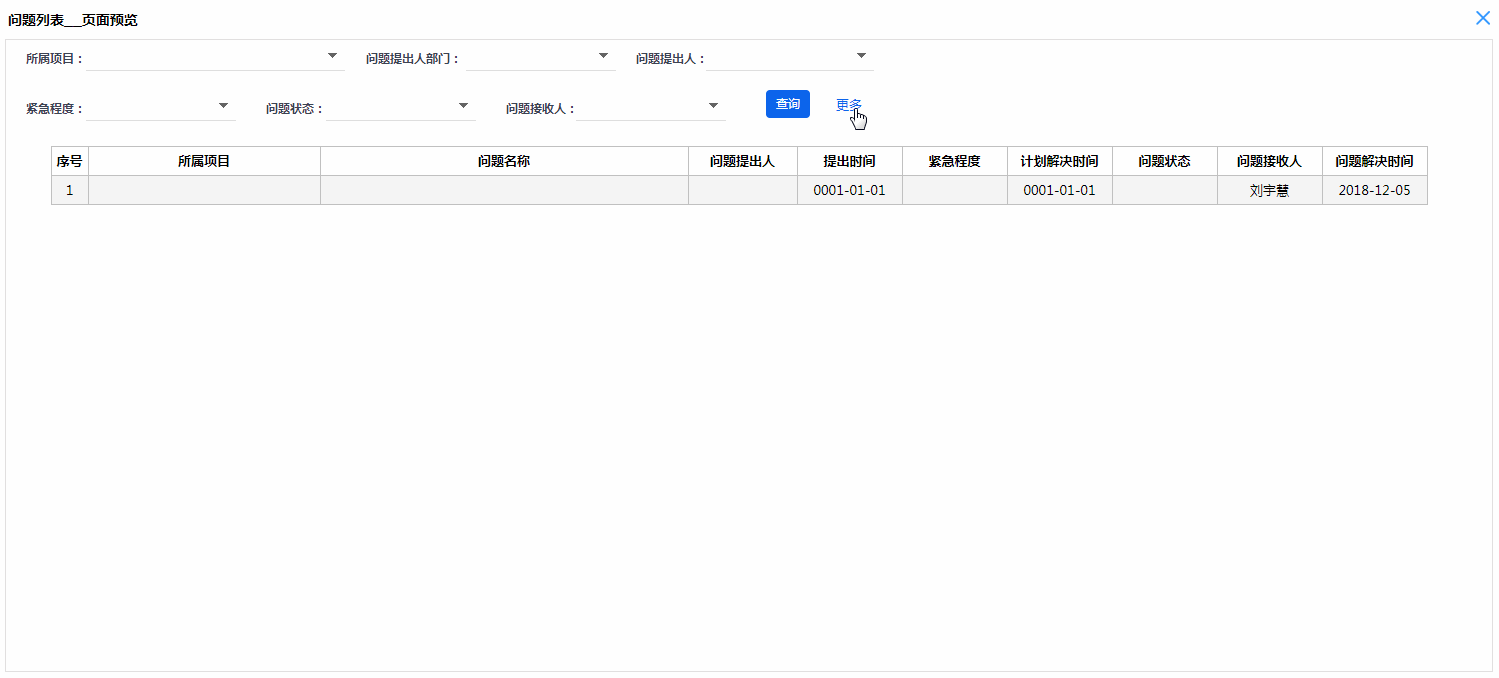 问题列表___页面预览
所属项目： 问题提出人部门： 问题提出人：
紧急程度： 问题状态： 问题接收人： 查询 更多
序号 所属项目 问题名称 问题提出人 提出时间 紧急程度 计划解决时间 问题状态 问题接收人 问题解决时间
1 0001-01-01 0001-01-01 刘宇慧 2018-12-05